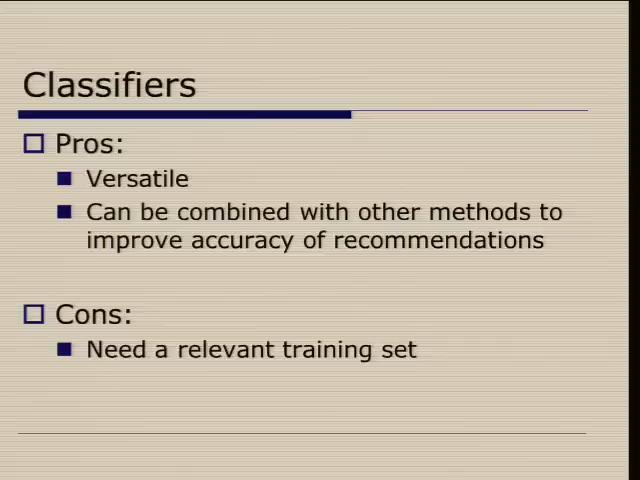 Classifiers
Pros:
Versatile
Can be combined with other methods to
improve accuracy of recommendations
Cons:
Need a relevant training set